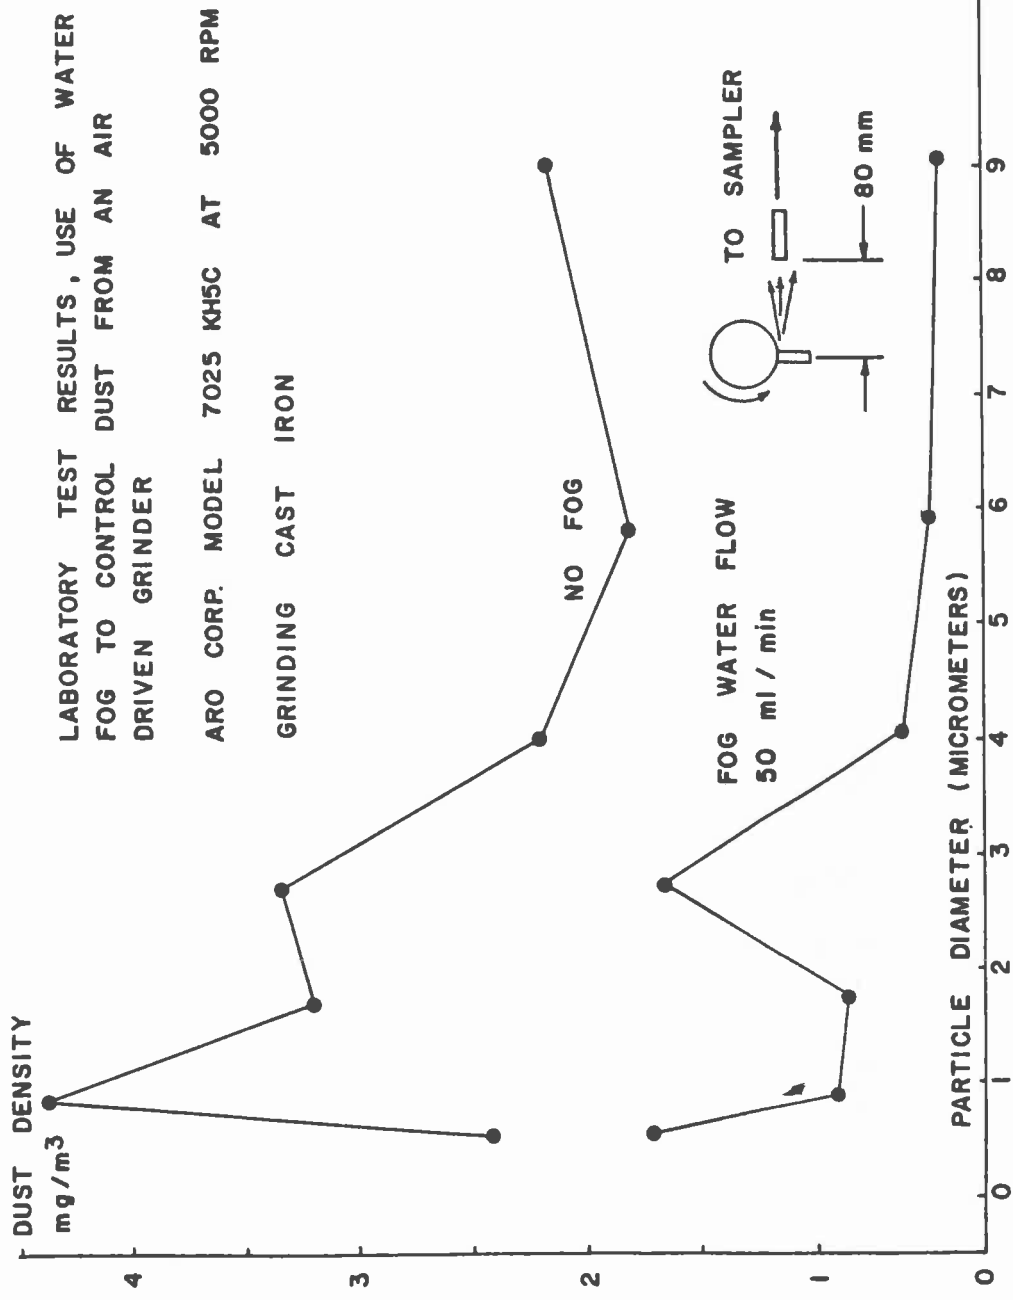 LABORATORY TEST RESULTS, USE OF WATER
FOG TO CONTROL DUST FROM AN AIR
DRIVEN GRINDER
ARO CORP. MODEL 7025 KH5C AT 5000 RPM
GRINDING CAST IRON
DUST DENSITY
mg/m³
4
3
2
1
0
NO FOG
FOG WATER FLOW
50 ml / min
TO SAMPLER
80 mm
0 1 2 3 4 5 6 7 8 9
PARTICLE DIAMETER (MICROMETERS)